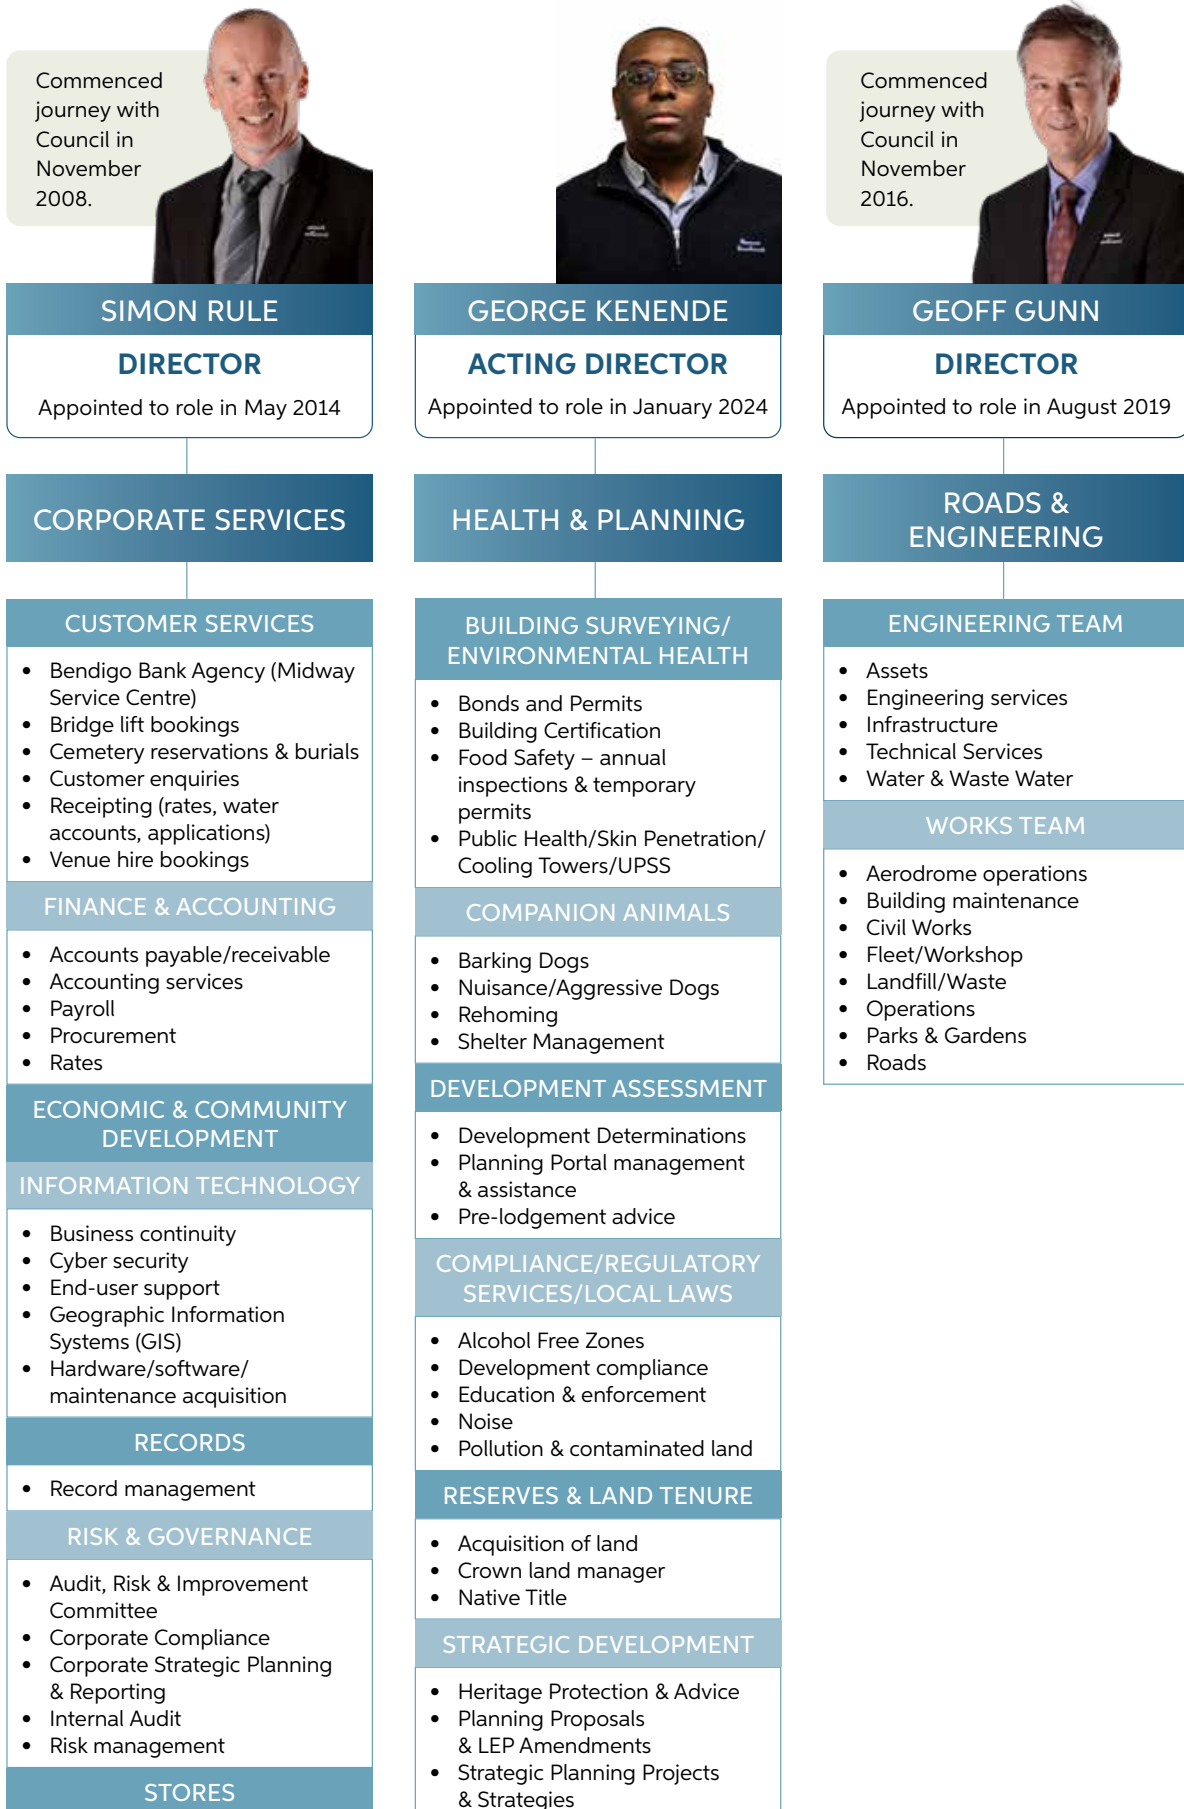 Commenced
journey with
Council in
November
2008.
SIMON RULE
DIRECTOR
Appointed to role in May 2014
CORPORATE SERVICES
CUSTOMER SERVICES
• Bendigo Bank Agency (Midway
Service Centre)
• Bridge lift bookings
• Cemetery reservations & burials
• Customer enquiries
• Receipting (rates, water
accounts, applications)
• Venue hire bookings
FINANCE & ACCOUNTING
• Accounts payable/receivable
• Accounting services
• Payroll
• Procurement
• Rates
ECONOMIC & COMMUNITY
DEVELOPMENT
INFORMATION TECHNOLOGY
• Business continuity
• Cyber security
• End-user support
• Geographic Information
Systems (GIS)
• Hardware/software/
maintenance acquisition
RECORDS
• Record management
RISK & GOVERNANCE
• Audit, Risk & Improvement
Committee
• Corporate Compliance
• Corporate Strategic Planning
& Reporting
• Internal Audit
• Risk management
STORES
GEORGE KENENDE
ACTING DIRECTOR
Appointed to role in January 2024
HEALTH & PLANNING
BUILDING SURVEYING/
ENVIRONMENTAL HEALTH
• Bonds and Permits
• Building Certification
• Food Safety – annual
inspections & temporary
permits
• Public Health/Skin Penetration/
Cooling Towers/UPSS
COMPANION ANIMALS
• Barking Dogs
• Nuisance/Aggressive Dogs
• Rehoming
• Shelter Management
DEVELOPMENT ASSESSMENT
• Development Determinations
• Planning Portal management
& assistance
• Pre-lodgement advice
COMPLIANCE/REGULATORY
SERVICES/LOCAL LAWS
• Alcohol Free Zones
• Development compliance
• Education & enforcement
• Noise
• Pollution & contaminated land
RESERVES & LAND TENURE
• Acquisition of land
• Crown land manager
• Native Title
STRATEGIC DEVELOPMENT
• Heritage Protection & Advice
• Planning Proposals
& LEP Amendments
• Strategic Planning Projects
& Strategies
Commenced
journey with
Council in
November
2016.
GEOFF GUNN
DIRECTOR
Appointed to role in August 2019
ROADS &
ENGINEERING
ENGINEERING TEAM
• Assets
• Engineering services
• Infrastructure
• Technical Services
• Water & Waste Water
WORKS TEAM
• Aerodrome operations
• Building maintenance
• Civil Works
• Fleet/Workshop
• Landfill/Waste
• Operations
• Parks & Gardens
• Roads